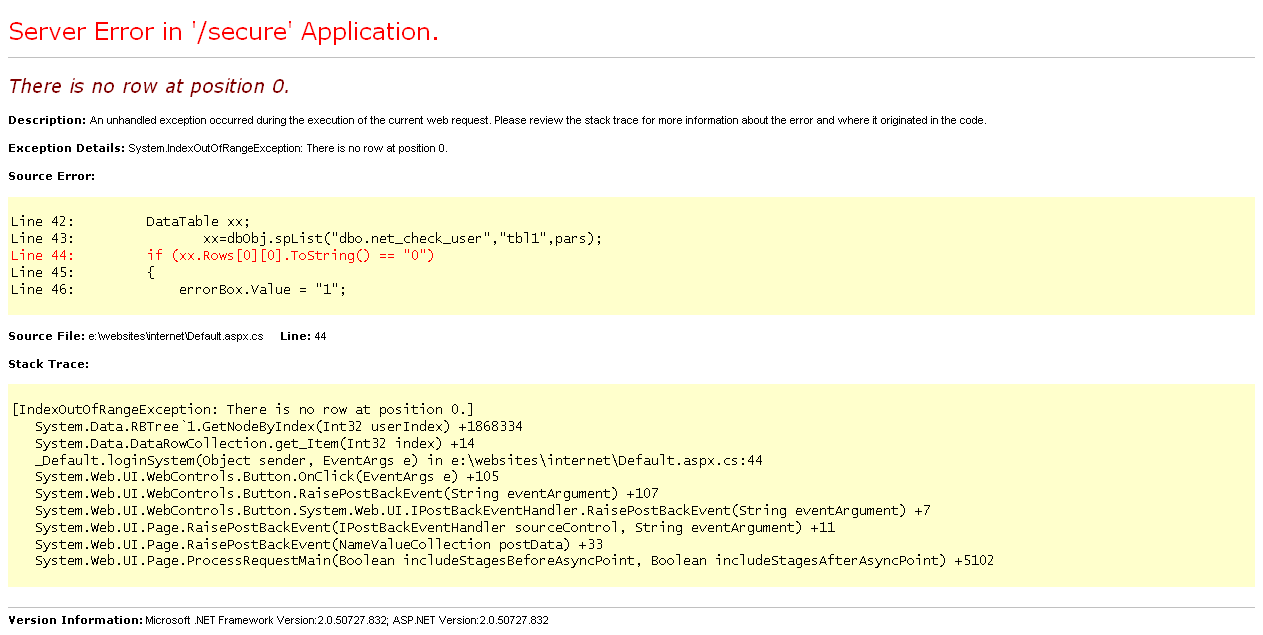 Server Error in '/secure' Application.
There is no row at position 0.
Description: An unhandled exception occurred during the execution of the current web request. Please review the stack trace for more information about the error and where it originated in the code.
Exception Details: System.IndexOutOfRangeException: There is no row at position 0.
Source Error:
Line 42:         DataTable xx;
Line 43:                xx=dbObj.spList("dbo.net_check_user","tbl1",pars);
Line 44:         if (xx.Rows[0][0].ToString() == "0")
Line 45:         {
Line 46:             errorBox.Value = "1";
Source File: e:\websites\internet\Default.aspx.cs    Line: 44
Stack Trace:
[IndexOutOfRangeException: There is no row at position 0.]
   System.Data.RBTree`1.GetNodeByIndex(Int32 userIndex) +1868334
   System.Data.DataRowCollection.get_Item(Int32 index) +14
   _Default.loginSystem(Object sender, EventArgs e) in e:\websites\internet\Default.aspx.cs:44
   System.Web.UI.WebControls.Button.OnClick(EventArgs e) +105
   System.Web.UI.WebControls.Button.RaisePostBackEvent(String eventArgument) +107
   System.Web.UI.WebControls.Button.System.Web.UI.IPostBackEventHandler.RaisePostBackEvent(String eventArgument) +7
   System.Web.UI.Page.RaisePostBackEvent(IPostBackEventHandler sourceControl, String eventArgument) +11
   System.Web.UI.Page.RaisePostBackEvent(NameValueCollection postData) +33
   System.Web.UI.Page.ProcessRequestMain(Boolean includeStagesBeforeAsyncPoint, Boolean includeStagesAfterAsyncPoint) +5102
Version Information: Microsoft .NET Framework Version:2.0.50727.832; ASP.NET Version:2.0.50727.832